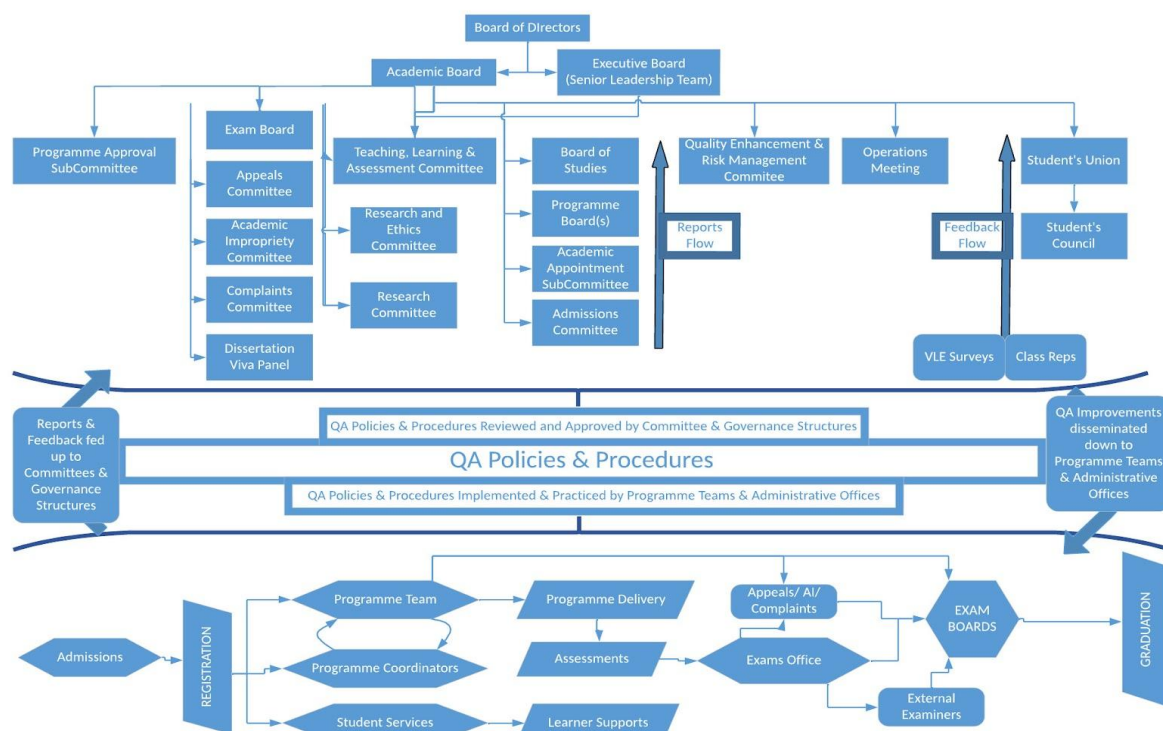 Board of DIrectors
Academic Board
Executive Board
(Senior Leadership Team)
Programme Approval
SubCommittee
Exam Board
Appeals
Committee
Academic
Impropriety
Committee
Complaints
Committee
Dissertation
Viva Panel
Teaching, Learning &
Assessment Committee
Research and
Ethics
Committee
Research
Committee
Board of
Studies
Programme
Board(s)
Academic
Appointment
SubCommittee
Admissions
Committee
Reports
Flow
Quality Enhancement &
Risk Management
Commitee
Operations
Meeting
Feedback
Flow
Student's Union
Student's
Council
VLE Surveys
Class Reps
Reports &
Feedback fed
up to
Committees &
Governance
Structures
QA Policies & Procedures Reviewed and Approved by Committee & Governance Structures
QA Policies & Procedures
QA Policies & Procedures Implemented & Practiced by Programme Teams & Administrative Offices
QA Improvements
disseminated
down to
Programme Teams
& Administrative
Offices
Admissions
REGISTRATION
Programme Team
Programme Coordinators
Student Services
Programme Delivery
Assessments
Learner Supports
Appeals/ AI/
Complaints
Exams Office
External
Examiners
EXAM
BOARDS
GRADUATION